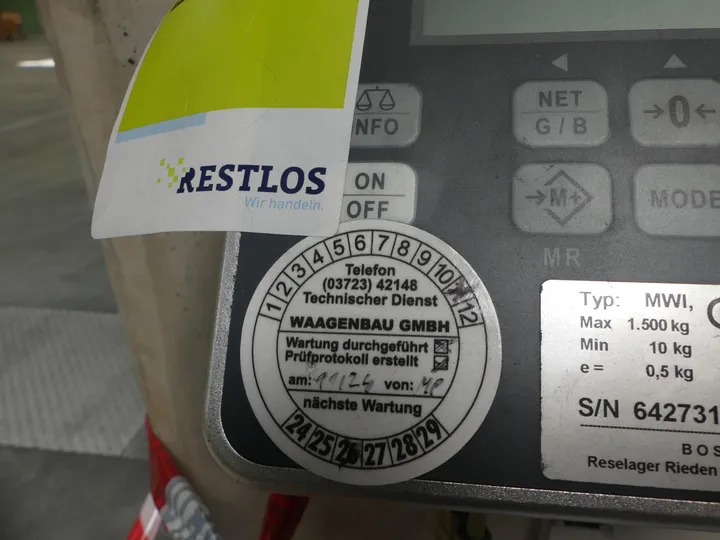 INFO
NET
G / B
→0←
ON
OFF
→M+
MODE
MR
RESTLOS
Wir handeln.
1 2 3 4 5 6 7 8 9 10 12
Telefon
(03723) 42148
Technischer Dienst
WAAGENBAU GMBH
Wartung durchgeführt
Prüfprotokoll erstellt
am: 11/24 von:
nächste Wartung
24 25 26 27 28 29
Typ: MWI,
Max 1.500 kg
Min 10 kg
e = 0,5 kg
S/N 642731
BOS
Reselager Rieden